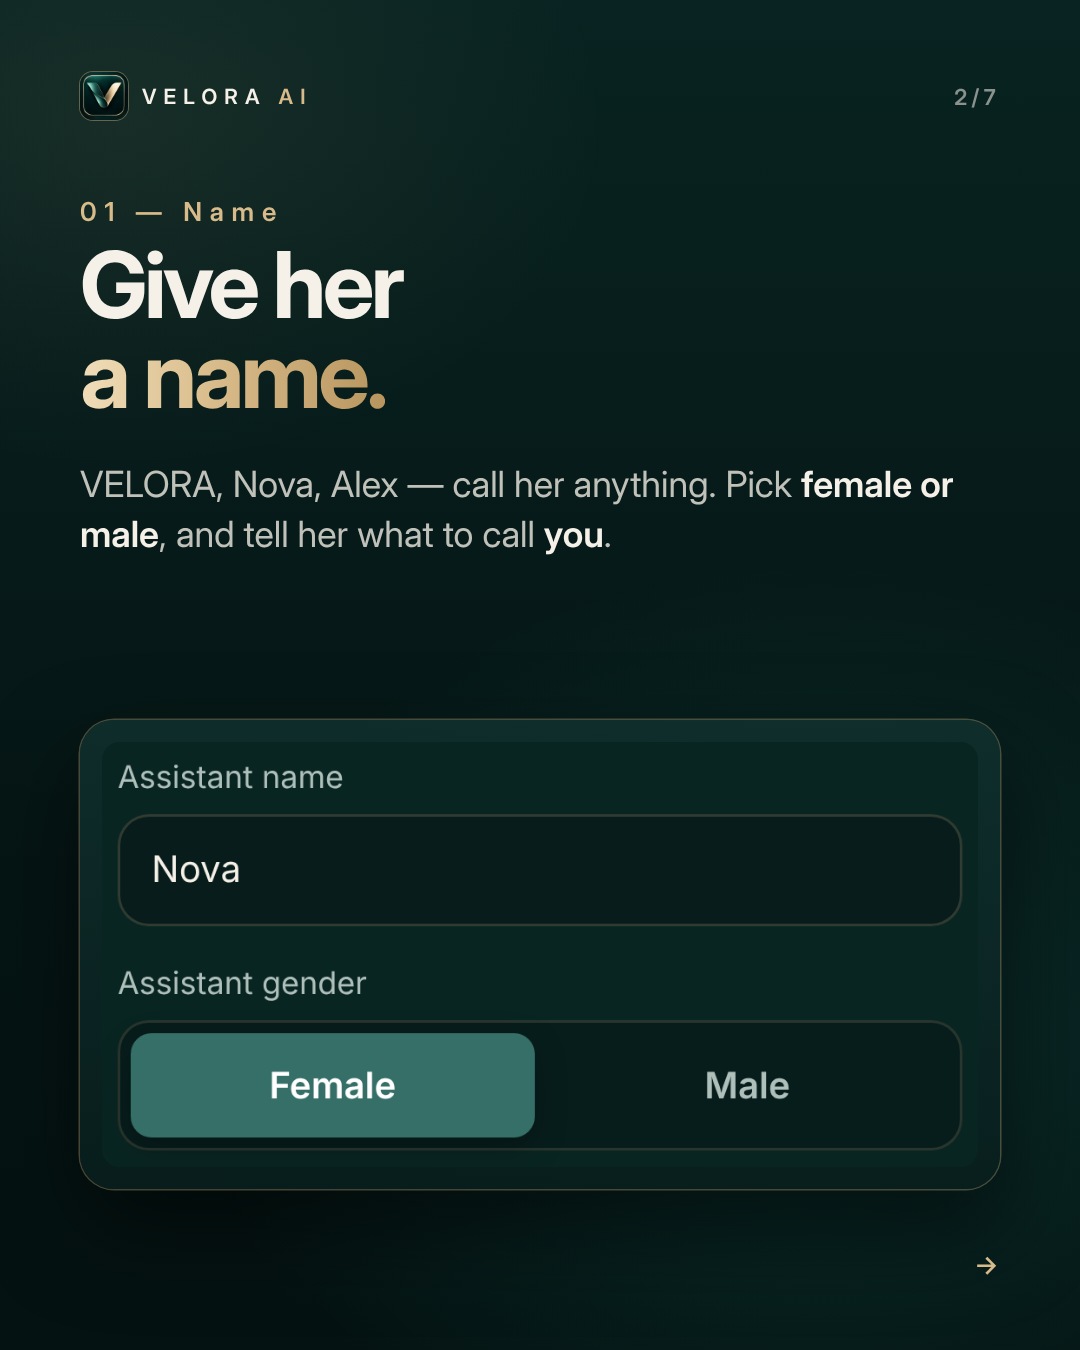 VELORA AI
2/7
01 — Name
Give her
a name.
VELORA, Nova, Alex — call her anything. Pick female or
male, and tell her what to call you.
Assistant name
Nova
Assistant gender
Female
Male
→